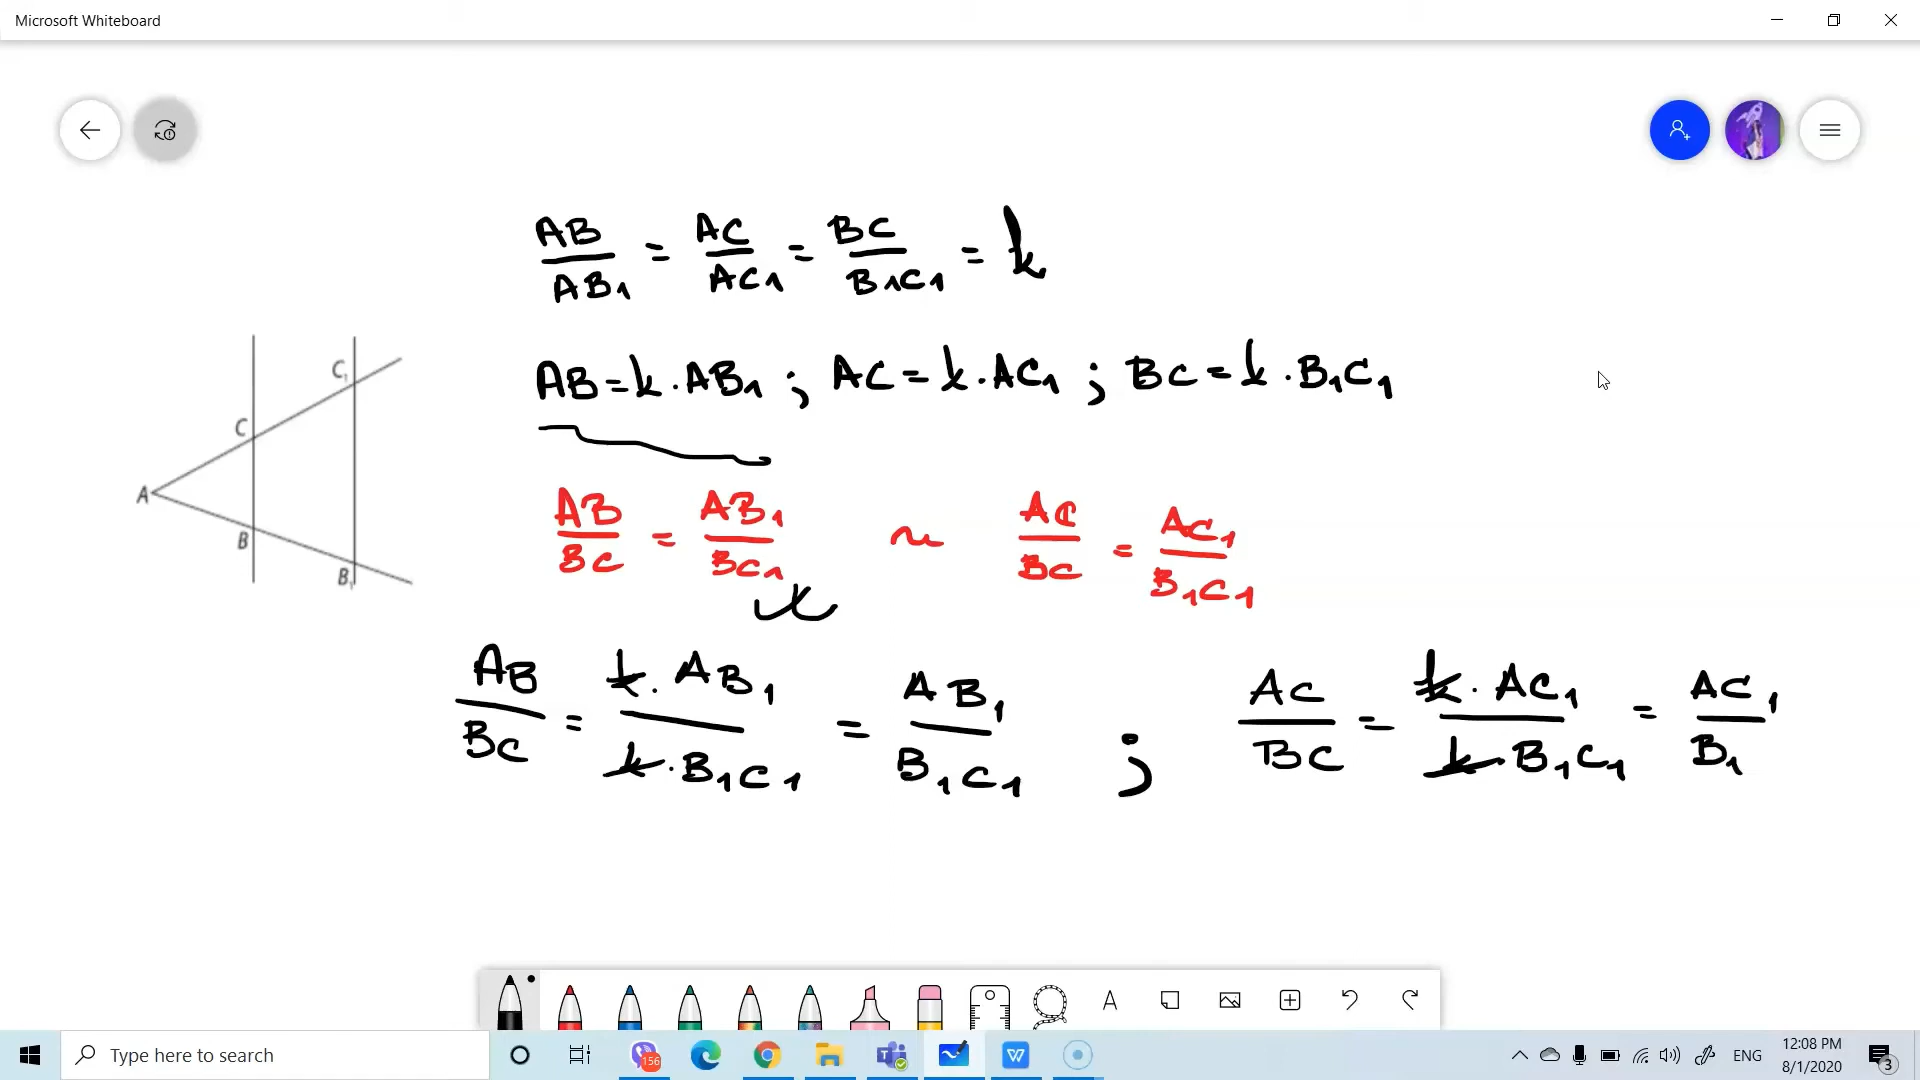 Microsoft Whiteboard
AB/AB₁ = AC/AC₁ = BC/B₁C₁ = k
AB = k · AB₁ ; AC = k · AC₁ ; BC = k · B₁C₁
C₁
C
A
B
B₁
AB/BC = AB₁/BC₁ ~ AC/BC = AC₁/B₁C₁
AB/BC = k · AB₁/k · B₁C₁ = AB₁/B₁C₁ ; AC/BC = k · AC₁/k · B₁C₁ = AC₁/B₁
A
Type here to search
156
W
ENG
12:08 PM
8/1/2020
3